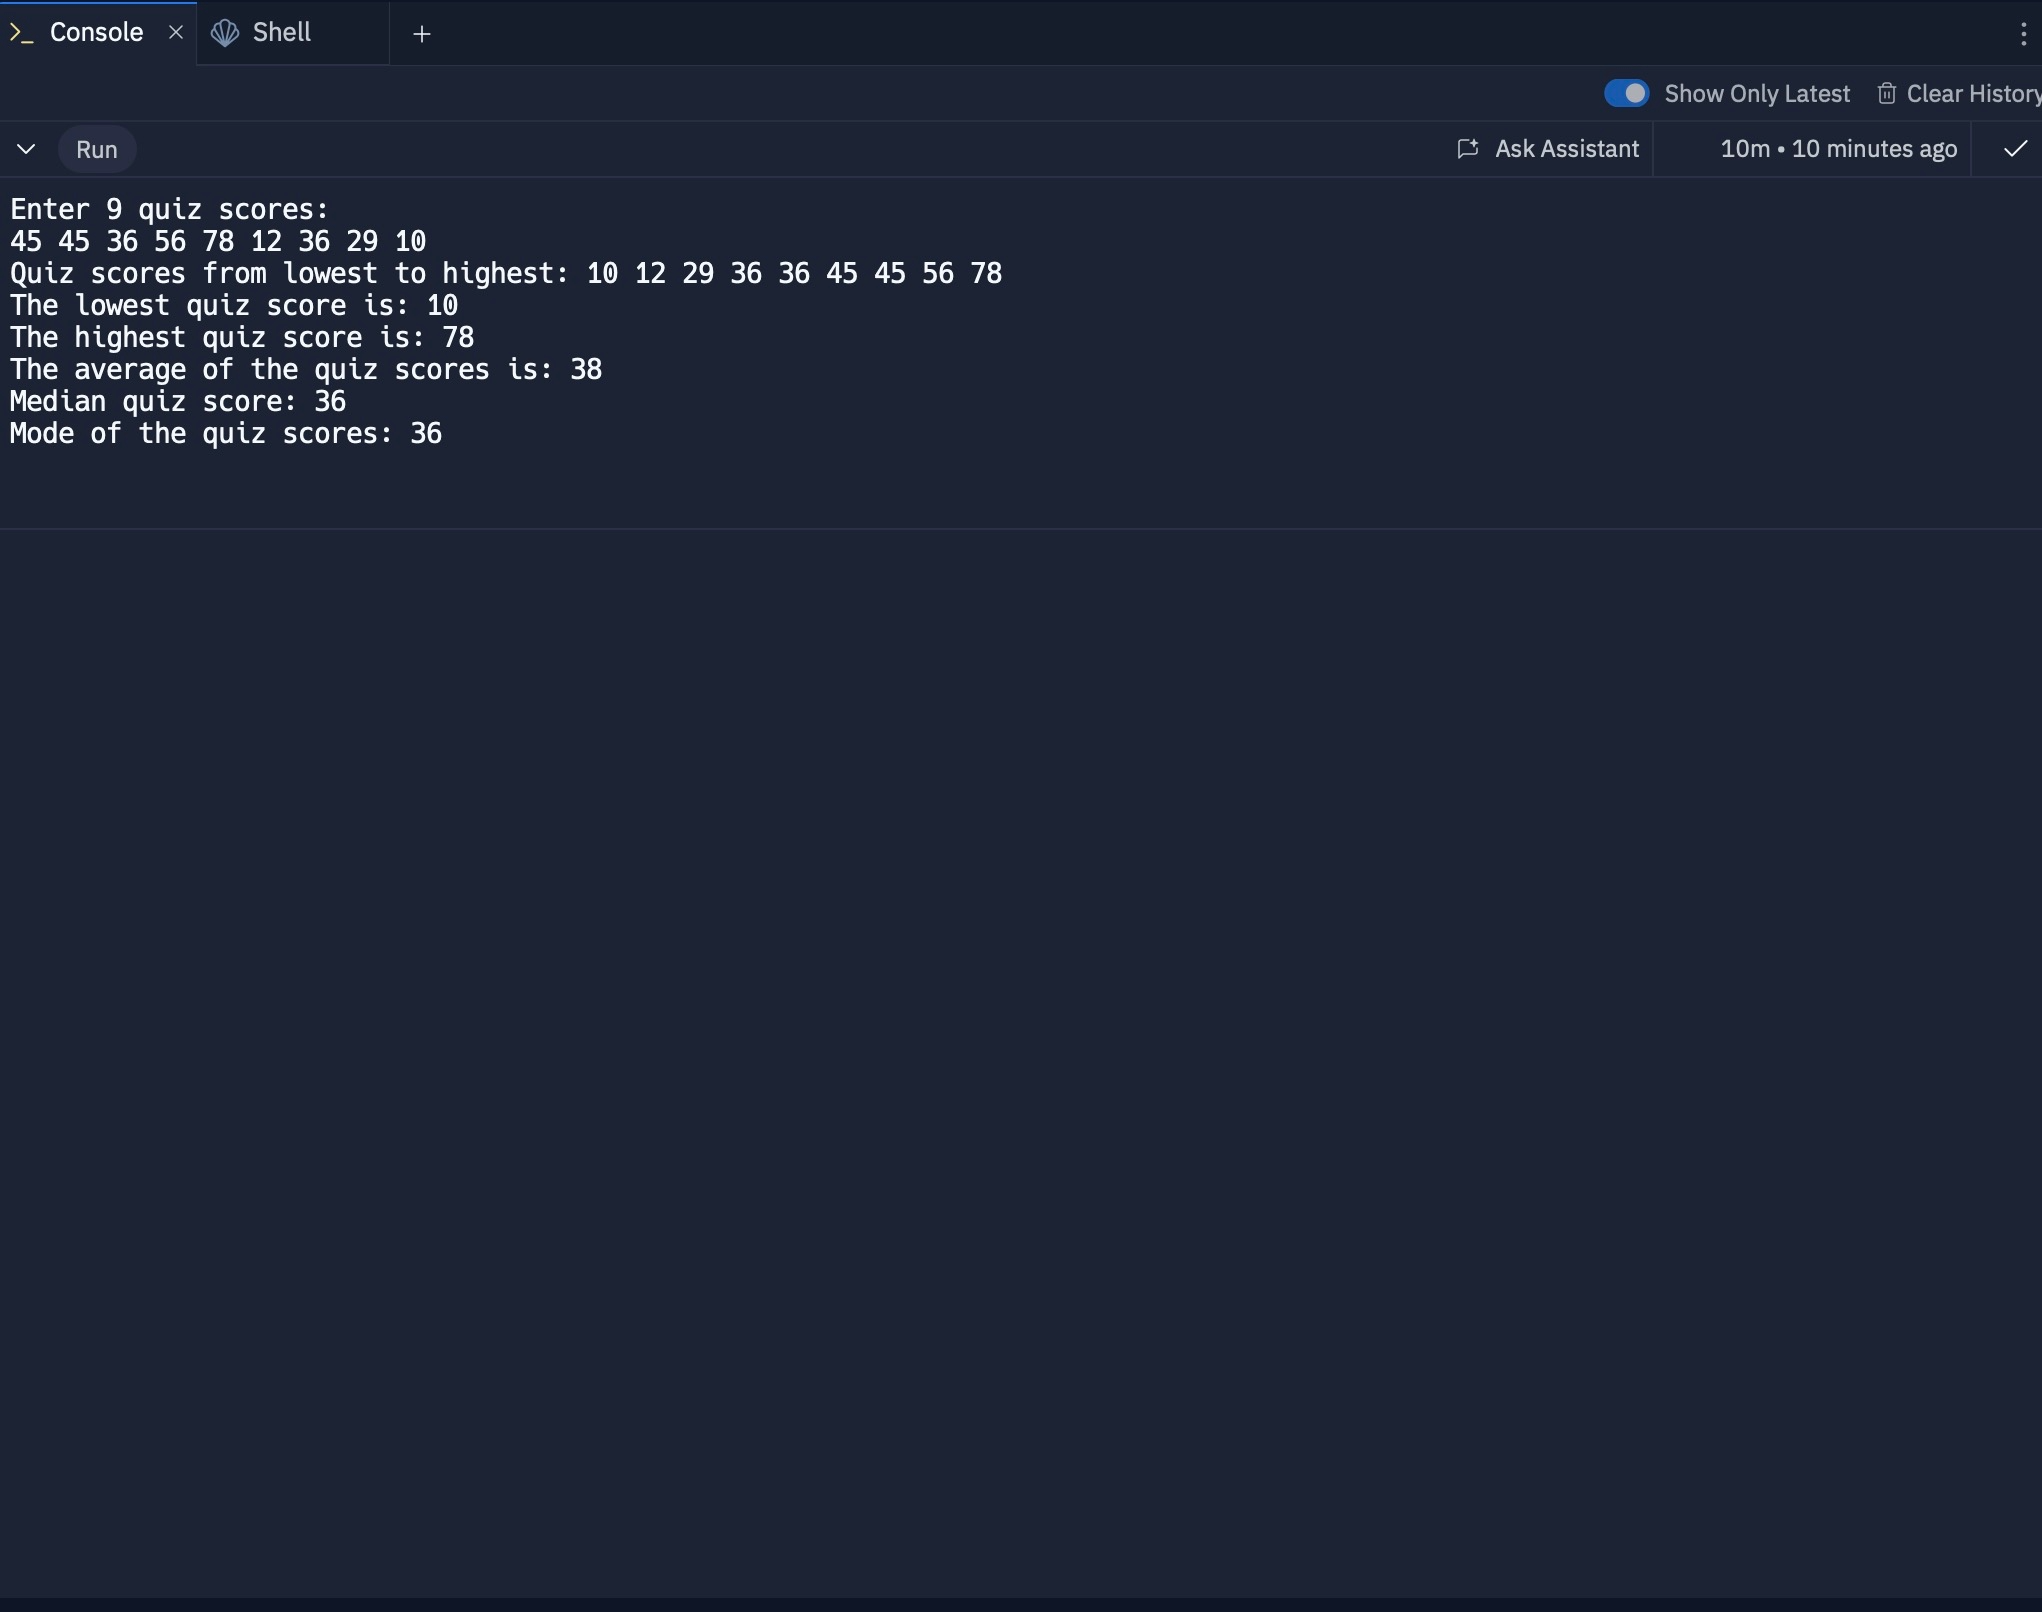 Console Shell
Show Only Latest Clear History
Run Ask Assistant 10m • 10 minutes ago
Enter 9 quiz scores:
45 45 36 56 78 12 36 29 10
Quiz scores from lowest to highest: 10 12 29 36 36 45 45 56 78
The lowest quiz score is: 10
The highest quiz score is: 78
The average of the quiz scores is: 38
Median quiz score: 36
Mode of the quiz scores: 36